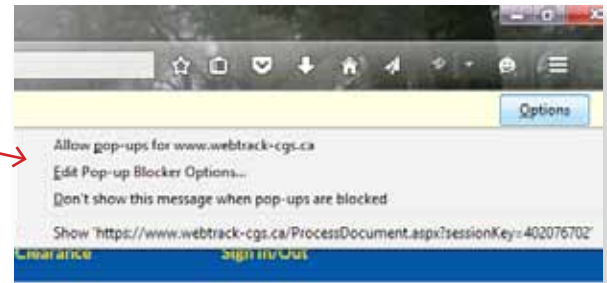 Options
Allow pop-ups for www.webtrack-cgs.ca
Edit Pop-up Blocker Options...
Don't show this message when pop-ups are blocked
Show 'https://www.webtrack-cgs.ca/ProcessDocument.aspx?sessionKey=402076702'
Clearance Sign In/Out